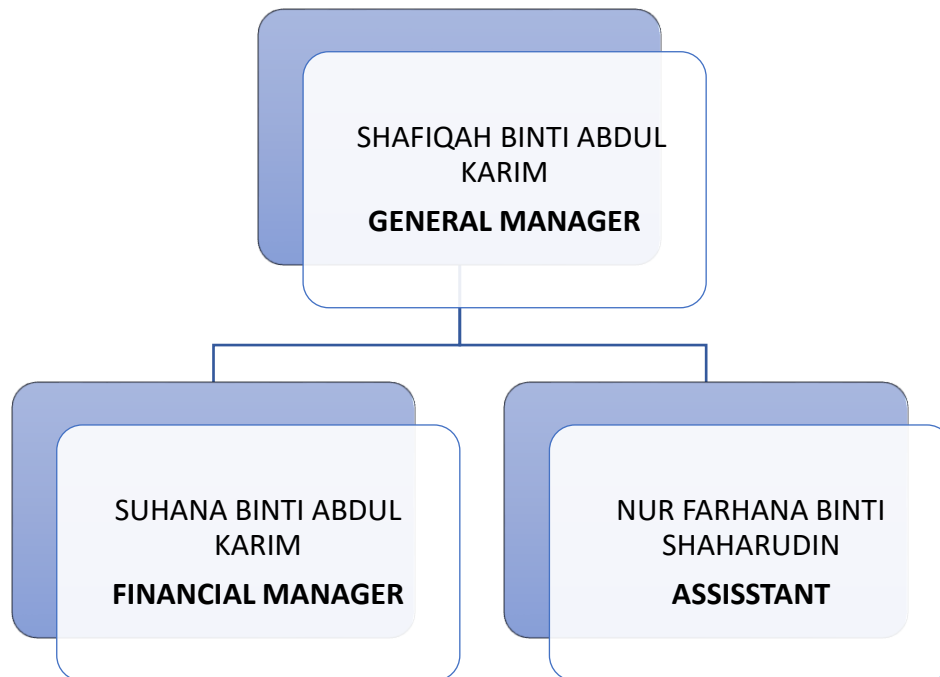 SHAFIQAH BINTI ABDUL
KARIM
GENERAL MANAGER
SUHANA BINTI ABDUL
KARIM
FINANCIAL MANAGER
NUR FARHANA BINTI
SHAHARUDIN
ASSISSTANT